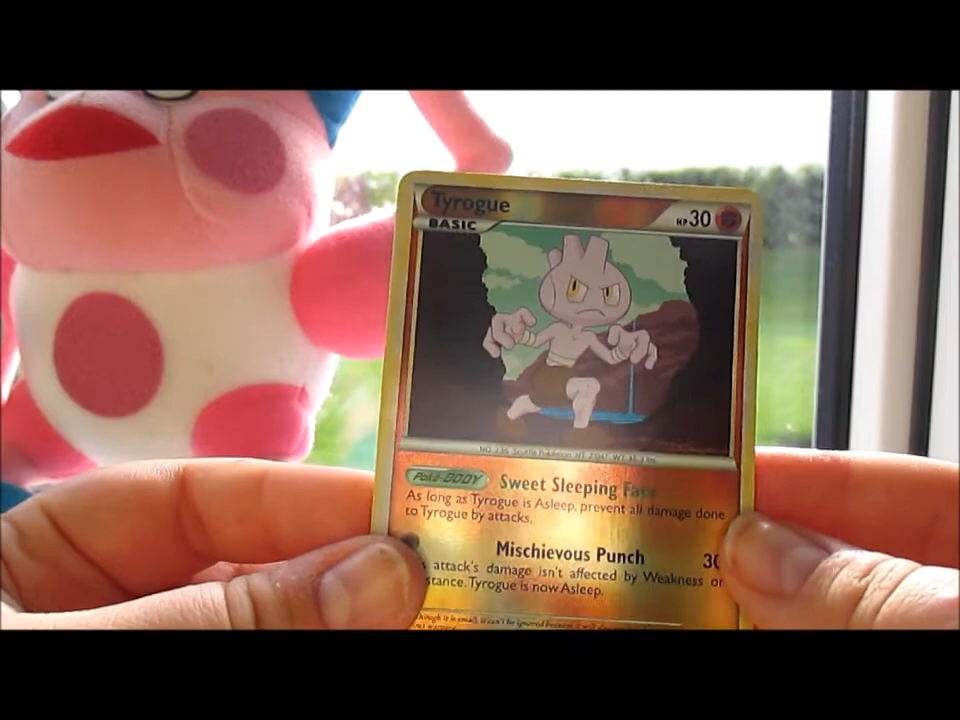 Tyrogue
HP 30
BASIC
Poké-BODY Sweet Sleeping Face
As long as Tyrogue is Asleep, prevent all damage done
to Tyrogue by attacks.
Mischievous Punch 30
attack's damage isn't affected by Weakness or
stance. Tyrogue is now Asleep.